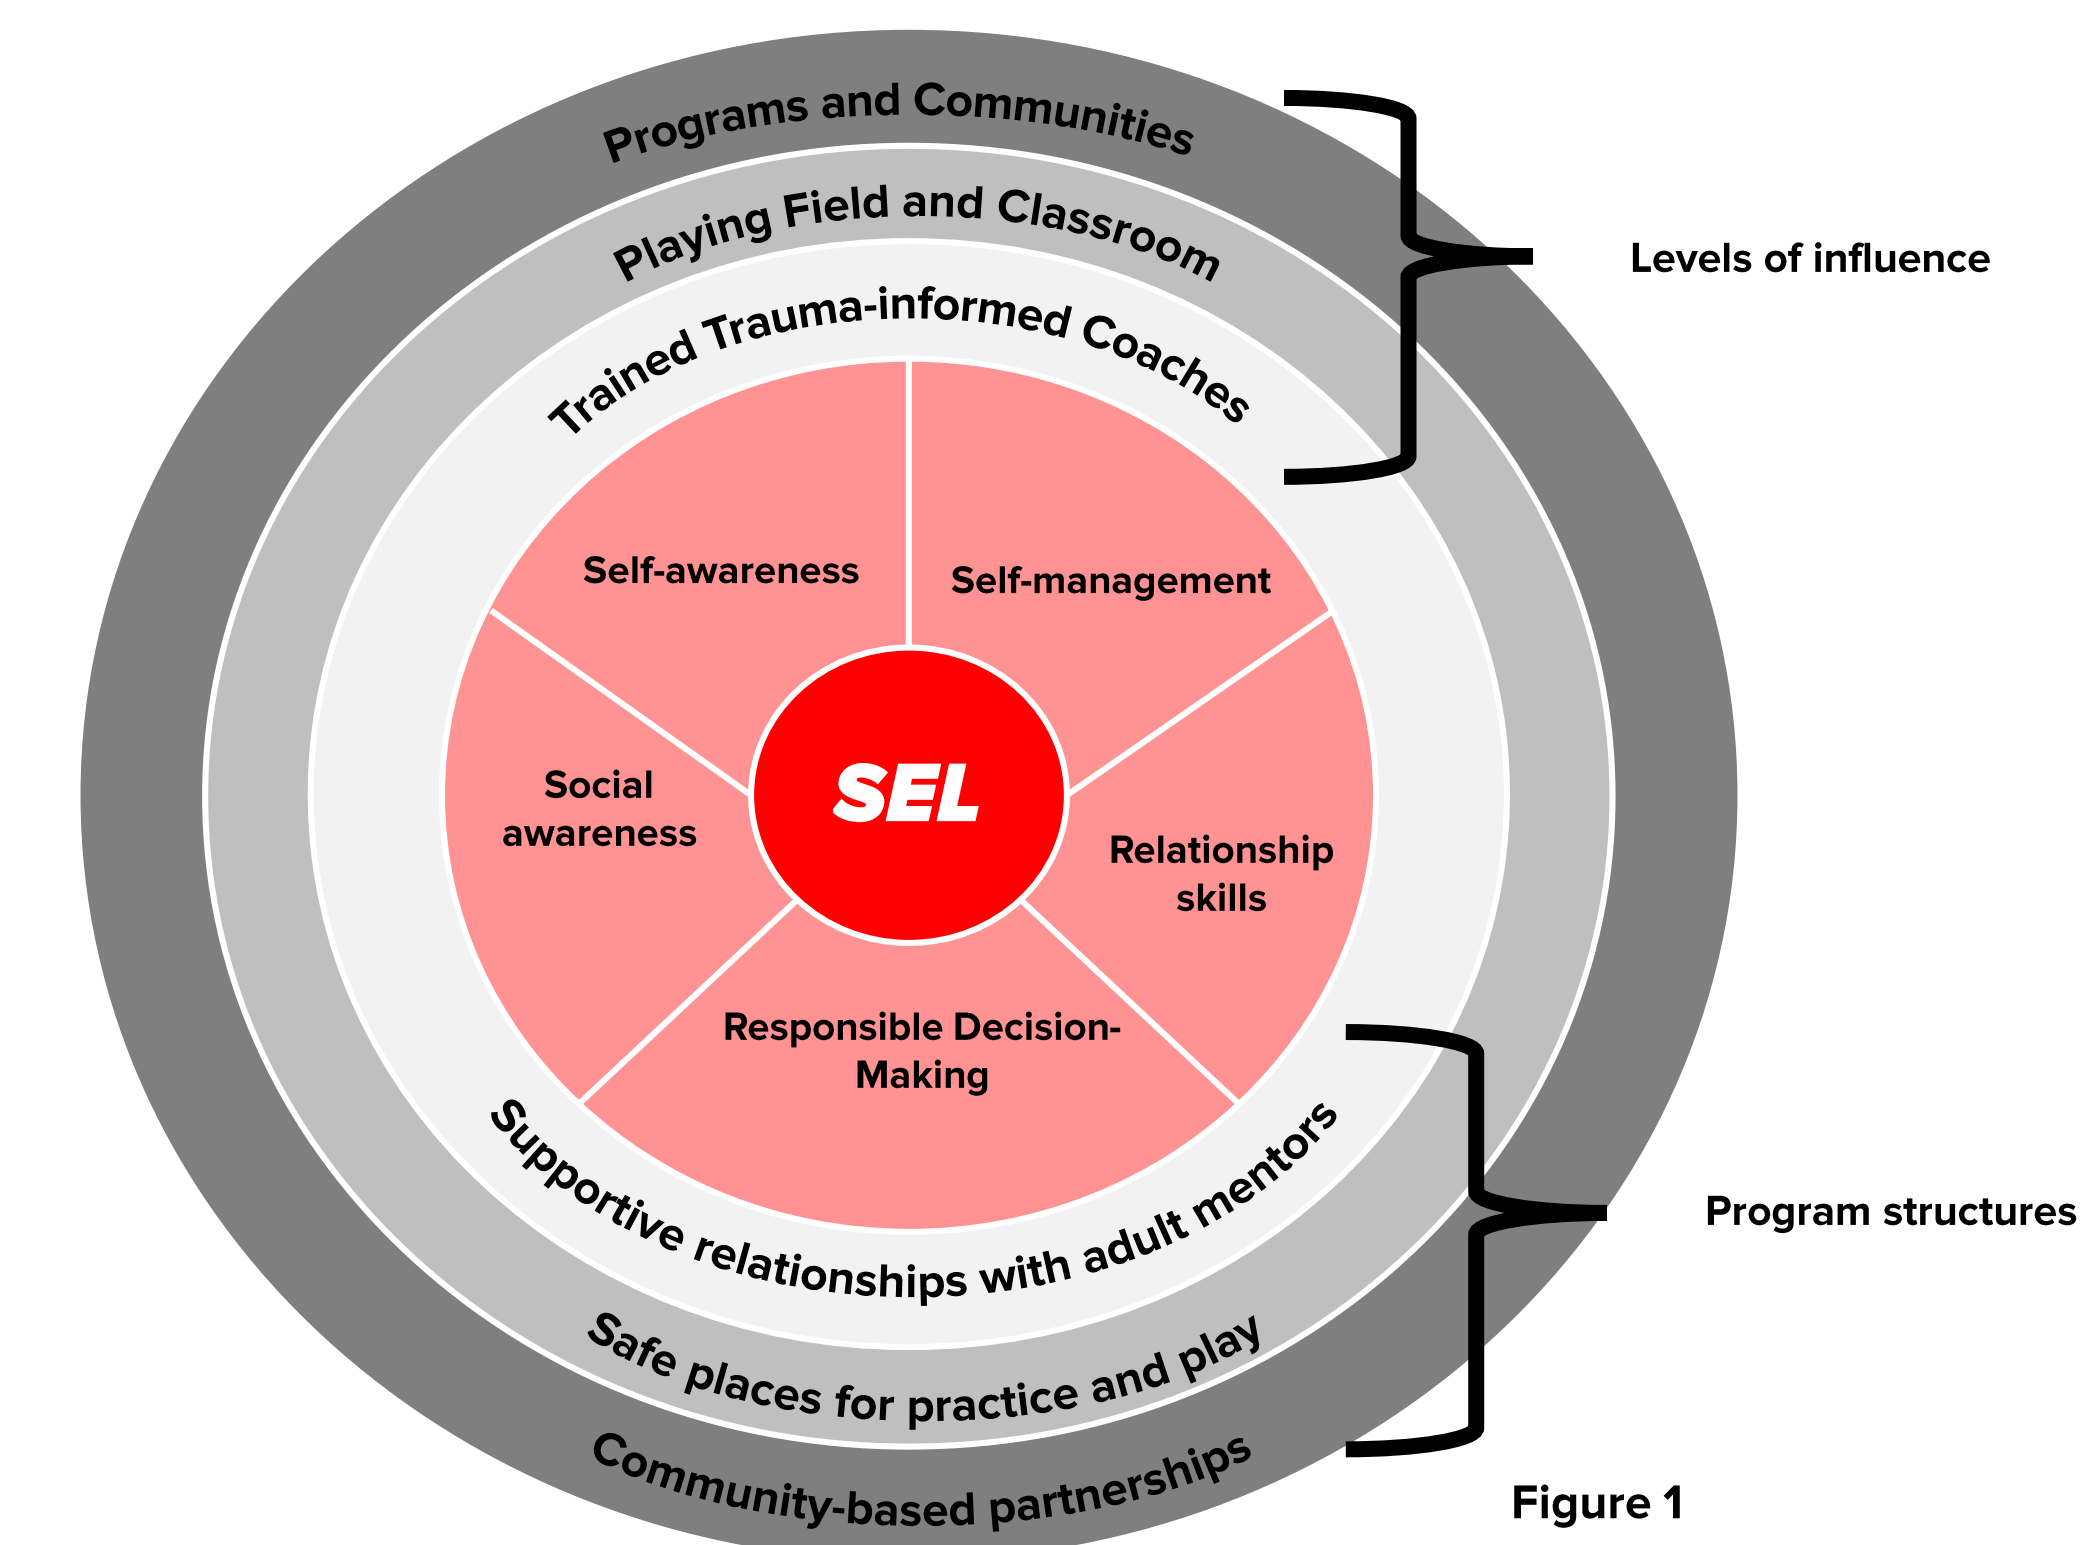 Programs and Communities
Playing Field and Classroom
Trained Trauma-informed Coaches
Levels of influence
Self-awareness
Self-management
SEL
Social
awareness
Relationship
skills
Responsible Decision-
Making
Supportive relationships with adult mentors
Safe places for practice and play
Community-based partnerships
Program structures
Figure 1